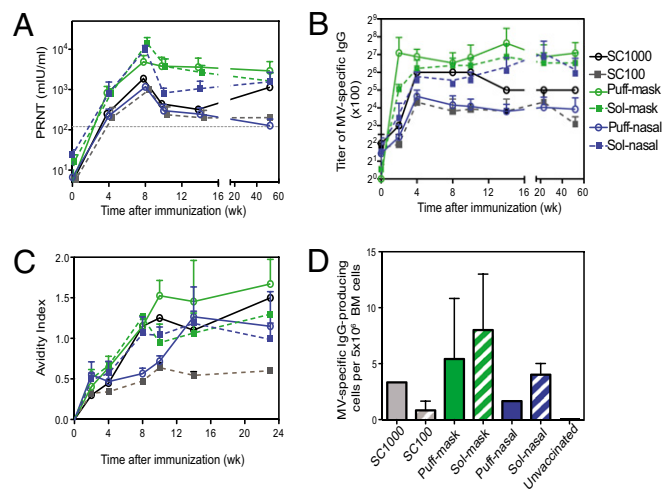 A
PRNT (mIU/ml)
10⁴
10³
10²
10¹
0 4 8 12 16 20 40 60
Time after immunization (wk)
B
Titer of MV-specific IgG
(x100)
2⁹
2⁸
2⁷
2⁶
2⁵
2⁴
2³
2²
2¹
2⁰
0 4 8 12 16 20 40 60
Time after immunization (wk)
SC1000
SC100
Puff-mask
Sol-mask
Puff-nasal
Sol-nasal
C
Avidity Index
2.0
1.5
1.0
0.5
0.0
0 4 8 12 16 20 24
Time after immunization (wk)
D
MV-specific IgG-producing
cells per 5x10⁶ BM cells
15
10
5
0
SC1000
SC100
Puff-mask
Sol-mask
Puff-nasal
Sol-nasal
Unvaccinated